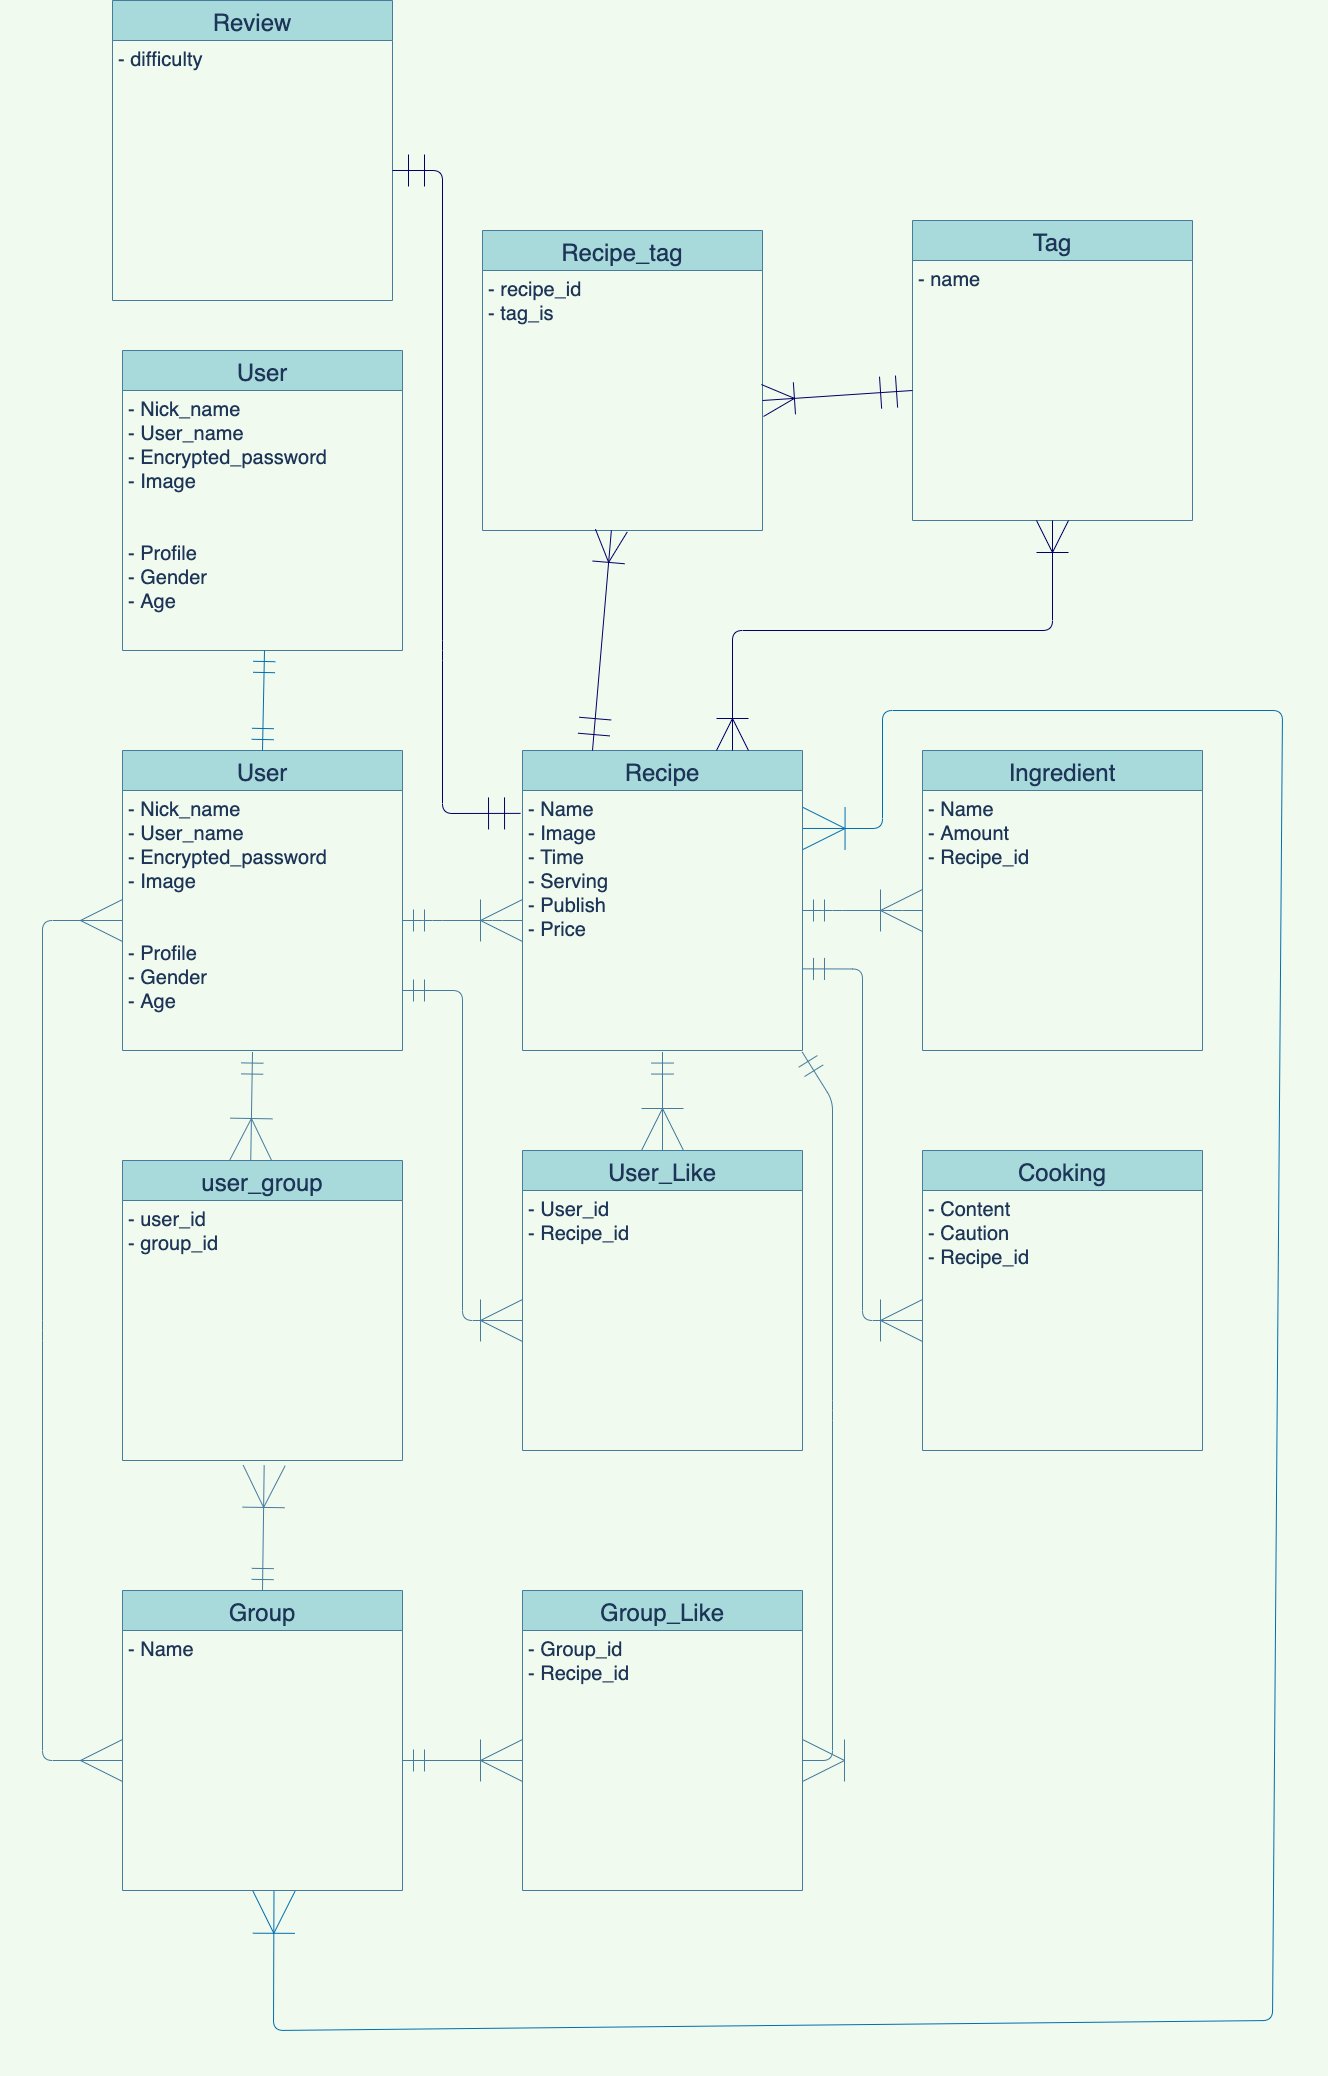 Review
- difficulty
Recipe_tag
- recipe_id
- tag_is
Tag
- name
User
- Nick_name
- User_name
- Encrypted_password
- Image
- Profile
- Gender
- Age
User
- Nick_name
- User_name
- Encrypted_password
- Image
- Profile
- Gender
- Age
Recipe
- Name
- Image
- Time
- Serving
- Publish
- Price
Ingredient
- Name
- Amount
- Recipe_id
user_group
- user_id
- group_id
User_Like
- User_id
- Recipe_id
Cooking
- Content
- Caution
- Recipe_id
Group
- Name
Group_Like
- Group_id
- Recipe_id